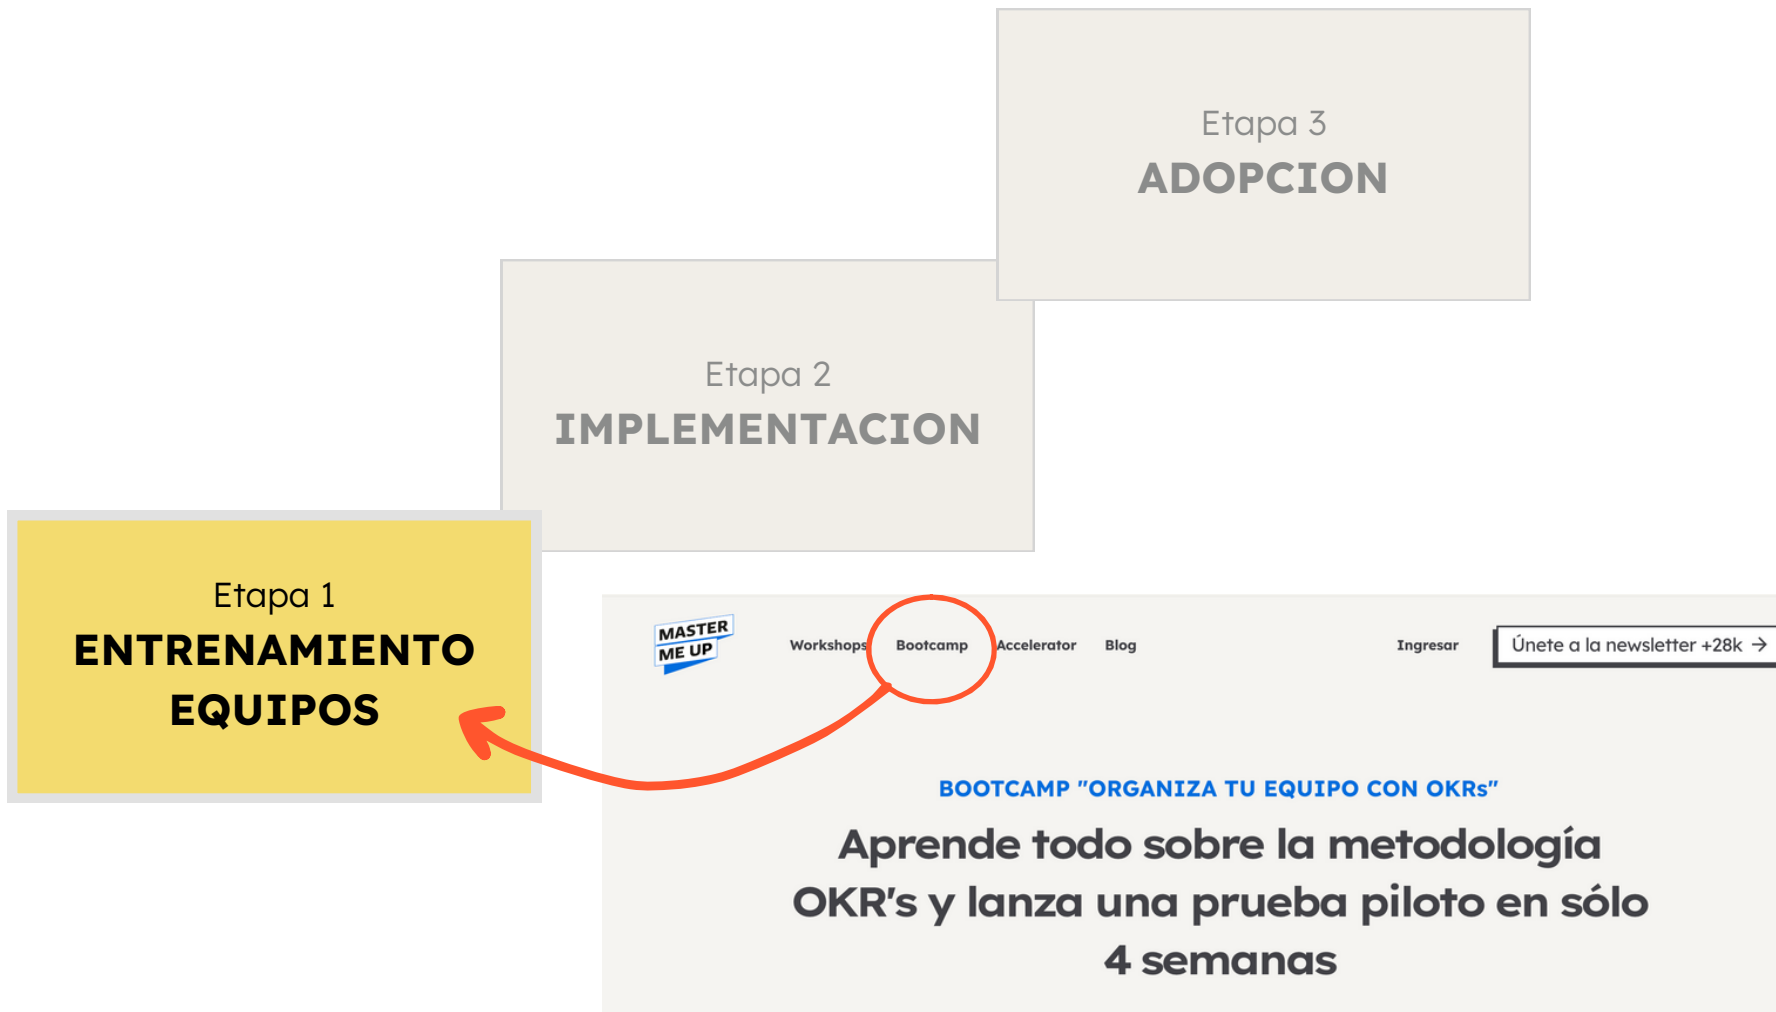 Etapa 3
ADOPCION
Etapa 2
IMPLEMENTACION
Etapa 1
ENTRENAMIENTO
EQUIPOS
MASTER
ME UP
Workshops Bootcamp Accelerator Blog Ingresar Únete a la newsletter +28k →
BOOTCAMP "ORGANIZA TU EQUIPO CON OKRs"
Aprende todo sobre la metodología
OKR's y lanza una prueba piloto en sólo
4 semanas